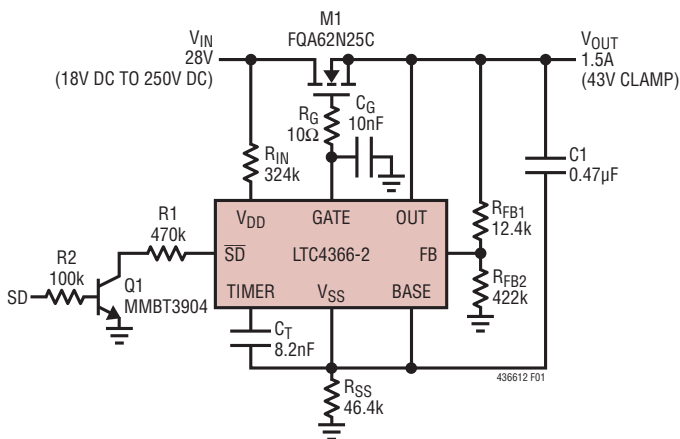 M1
FQA62N25C
VIN
28V
(18V DC TO 250V DC)
VOUT
1.5A
(43V CLAMP)
RG
10Ω
CG
10nF
RIN
324k
C1
0.47µF
RFB1
12.4k
VDD
GATE
OUT
R1
470k
SD
LTC4366-2
FB
R2
100k
SD
Q1
MMBT3904
TIMER
VSS
BASE
RFB2
422k
CT
8.2nF
436612 F01
RSS
46.4k